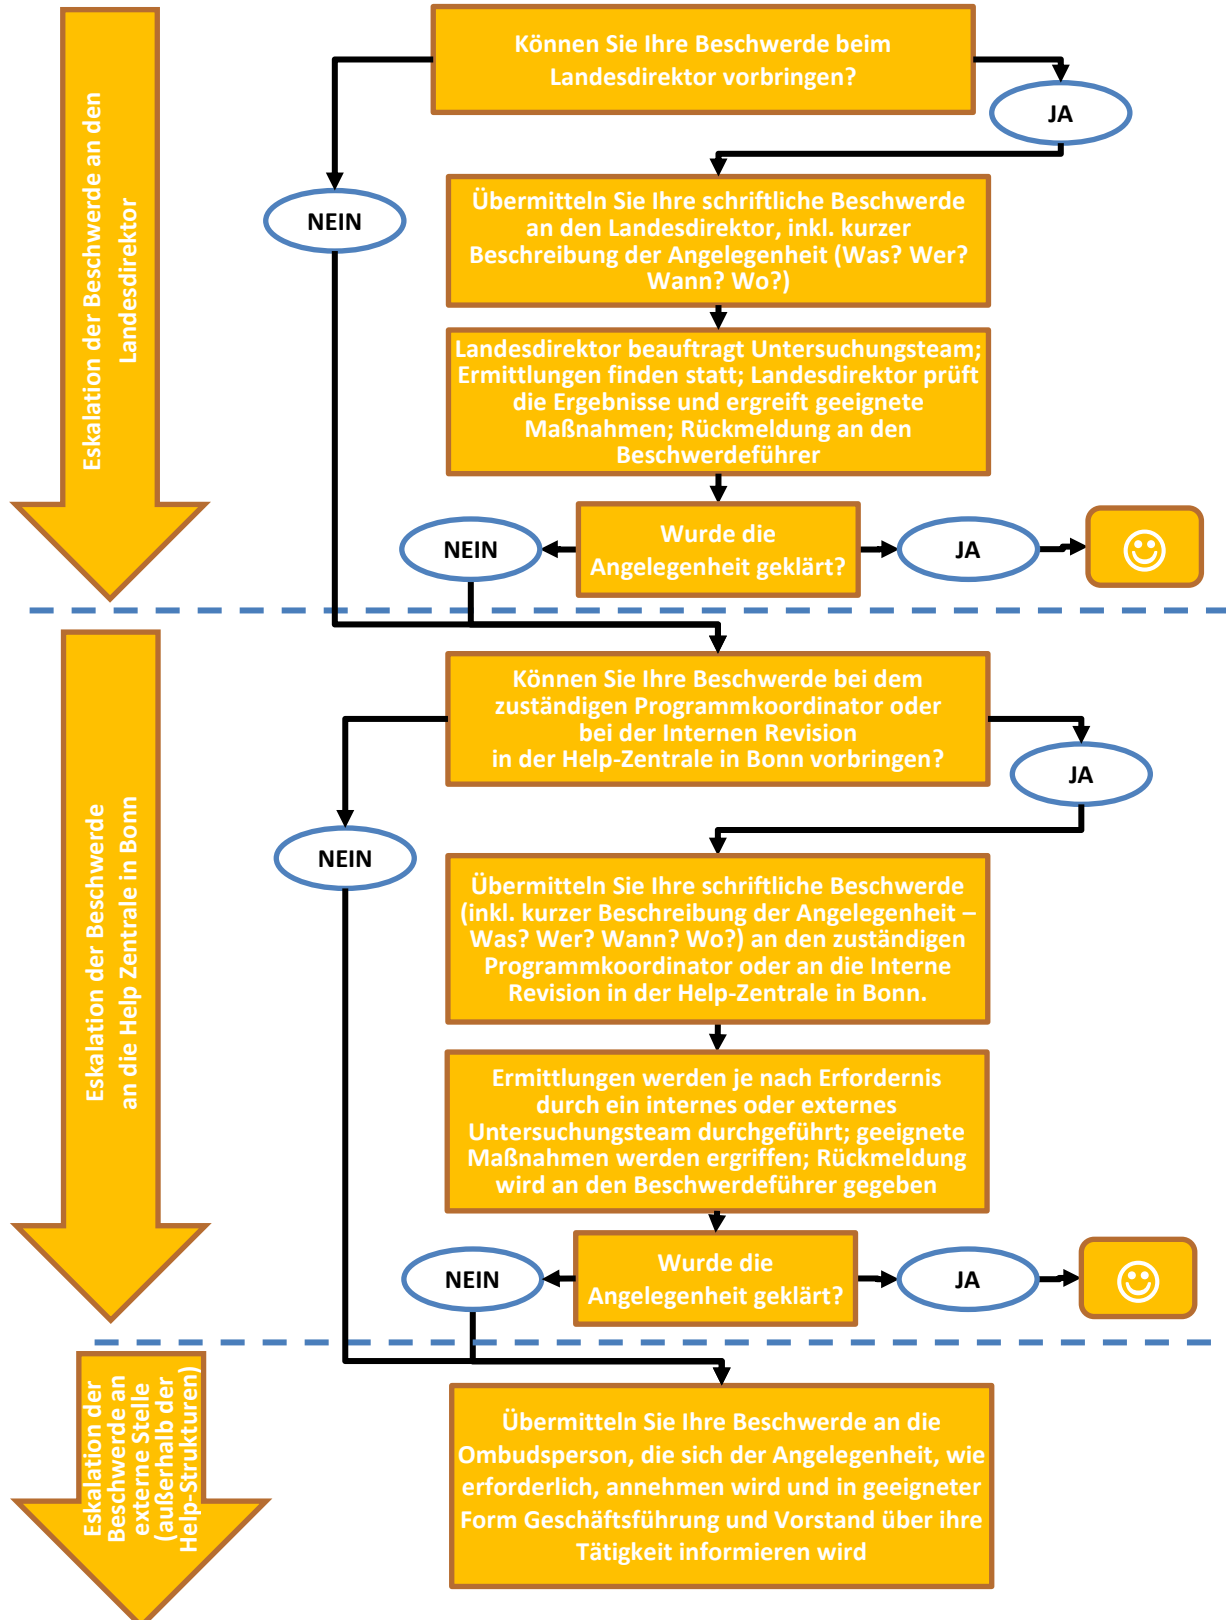 Eskalation der Beschwerde an den
Landesdirektor
Können Sie Ihre Beschwerde beim
Landesdirektor vorbringen?
JA
NEIN
Übermitteln Sie Ihre schriftliche Beschwerde
an den Landesdirektor, inkl. kurzer
Beschreibung der Angelegenheit (Was? Wer?
Wann? Wo?)
Landesdirektor beauftragt Untersuchungsteam;
Ermittlungen finden statt; Landesdirektor prüft
die Ergebnisse und ergreift geeignete
Maßnahmen; Rückmeldung an den
Beschwerdeführer
NEIN
Wurde die
Angelegenheit geklärt?
JA
Eskalation der Beschwerde
an die Help Zentrale in Bonn
Können Sie Ihre Beschwerde bei dem
zuständigen Programmkoordinator oder
bei der Internen Revision
in der Help-Zentrale in Bonn vorbringen?
JA
NEIN
Übermitteln Sie Ihre schriftliche Beschwerde
(inkl. kurzer Beschreibung der Angelegenheit –
Was? Wer? Wann? Wo?) an den zuständigen
Programmkoordinator oder an die Interne
Revision in der Help-Zentrale in Bonn.
Ermittlungen werden je nach Erfordernis
durch ein internes oder externes
Untersuchungsteam durchgeführt; geeignete
Maßnahmen werden ergriffen; Rückmeldung
wird an den Beschwerdeführer gegeben
NEIN
Wurde die
Angelegenheit geklärt?
JA
Eskalation der
Beschwerde an
externe Stelle
(außerhalb der
Help-Strukturen)
Übermitteln Sie Ihre Beschwerde an die
Ombudsperson, die sich der Angelegenheit, wie
erforderlich, annehmen wird und in geeigneter
Form Geschäftsführung und Vorstand über ihre
Tätigkeit informieren wird